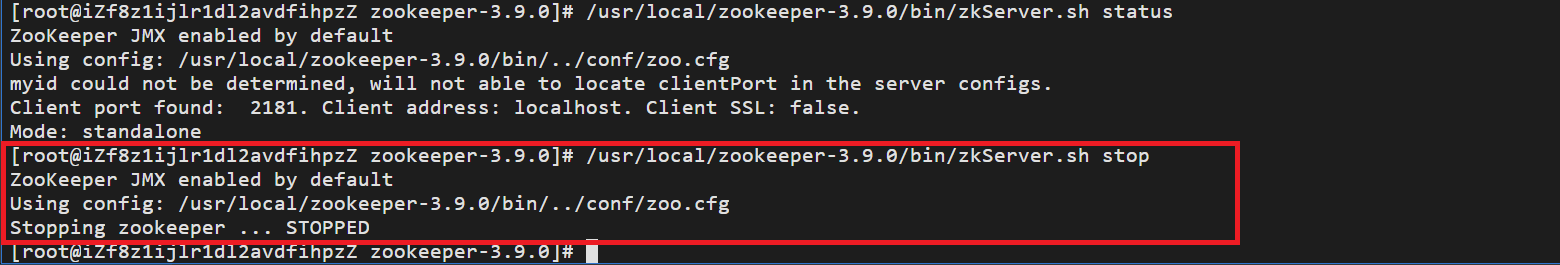 [root@iZf8z1ijlr1dl2avdfihpzZ zookeeper-3.9.0]# /usr/local/zookeeper-3.9.0/bin/zkServer.sh status
ZooKeeper JMX enabled by default
Using config: /usr/local/zookeeper-3.9.0/bin/../conf/zoo.cfg
myid could not be determined, will not able to locate clientPort in the server configs.
Client port found:  2181. Client address: localhost. Client SSL: false.
Mode: standalone
[root@iZf8z1ijlr1dl2avdfihpzZ zookeeper-3.9.0]# /usr/local/zookeeper-3.9.0/bin/zkServer.sh stop
ZooKeeper JMX enabled by default
Using config: /usr/local/zookeeper-3.9.0/bin/../conf/zoo.cfg
Stopping zookeeper ... STOPPED
[root@iZf8z1ijlr1dl2avdfihpzZ zookeeper-3.9.0]#